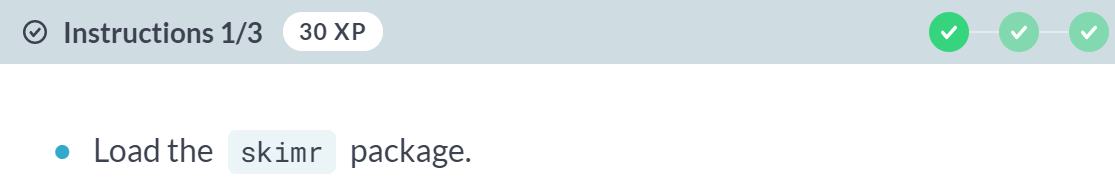 Instructions 1/3 30 XP
Load the skimr package.